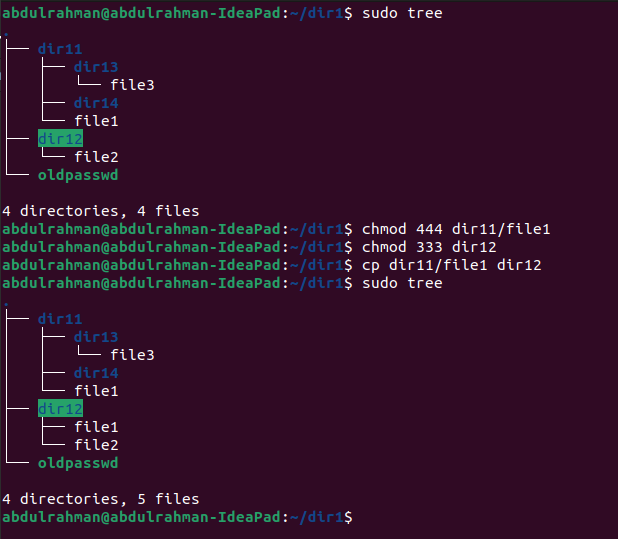 abdulrahman@abdulrahman-IdeaPad:~/dir1$ sudo tree
.
├── dir11
│   ├── dir13
│   │   └── file3
│   ├── dir14
│   └── file1
├── dir12
│   └── file2
└── oldpasswd

4 directories, 4 files
abdulrahman@abdulrahman-IdeaPad:~/dir1$ chmod 444 dir11/file1
abdulrahman@abdulrahman-IdeaPad:~/dir1$ chmod 333 dir12
abdulrahman@abdulrahman-IdeaPad:~/dir1$ cp dir11/file1 dir12
abdulrahman@abdulrahman-IdeaPad:~/dir1$ sudo tree
.
├── dir11
│   ├── dir13
│   │   └── file3
│   ├── dir14
│   └── file1
├── dir12
│   ├── file1
│   └── file2
└── oldpasswd

4 directories, 5 files
abdulrahman@abdulrahman-IdeaPad:~/dir1$